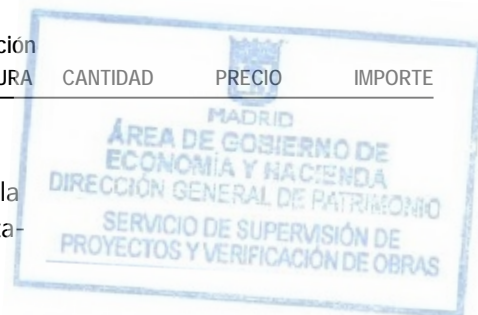 ción
URA CANTIDAD PRECIO IMPORTE
MADRID
ÁREA DE GOBIERNO DE
ECONOMÍA Y HACIENDA
DIRECCIÓN GENERAL DE PATRIMONIO
la
SERVICIO DE SUPERVISIÓN DE
ta-
PROYECTOS Y VERIFICACIÓN DE OBRAS